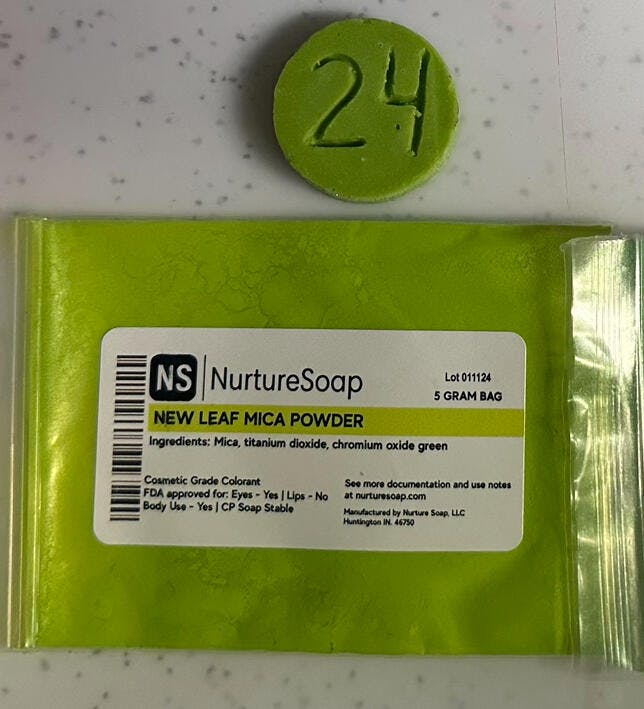 24
NS NurtureSoap
Lot 011124
5 GRAM BAG
NEW LEAF MICA POWDER
Ingredients: Mica, titanium dioxide, chromium oxide green
Cosmetic Grade Colorant
FDA approved for: Eyes - Yes | Lips - No
Body Use - Yes | CP Soap Stable
See more documentation and use notes
at nurturesoap.com
Manufactured by Nurture Soap, LLC
Huntington IN. 46750